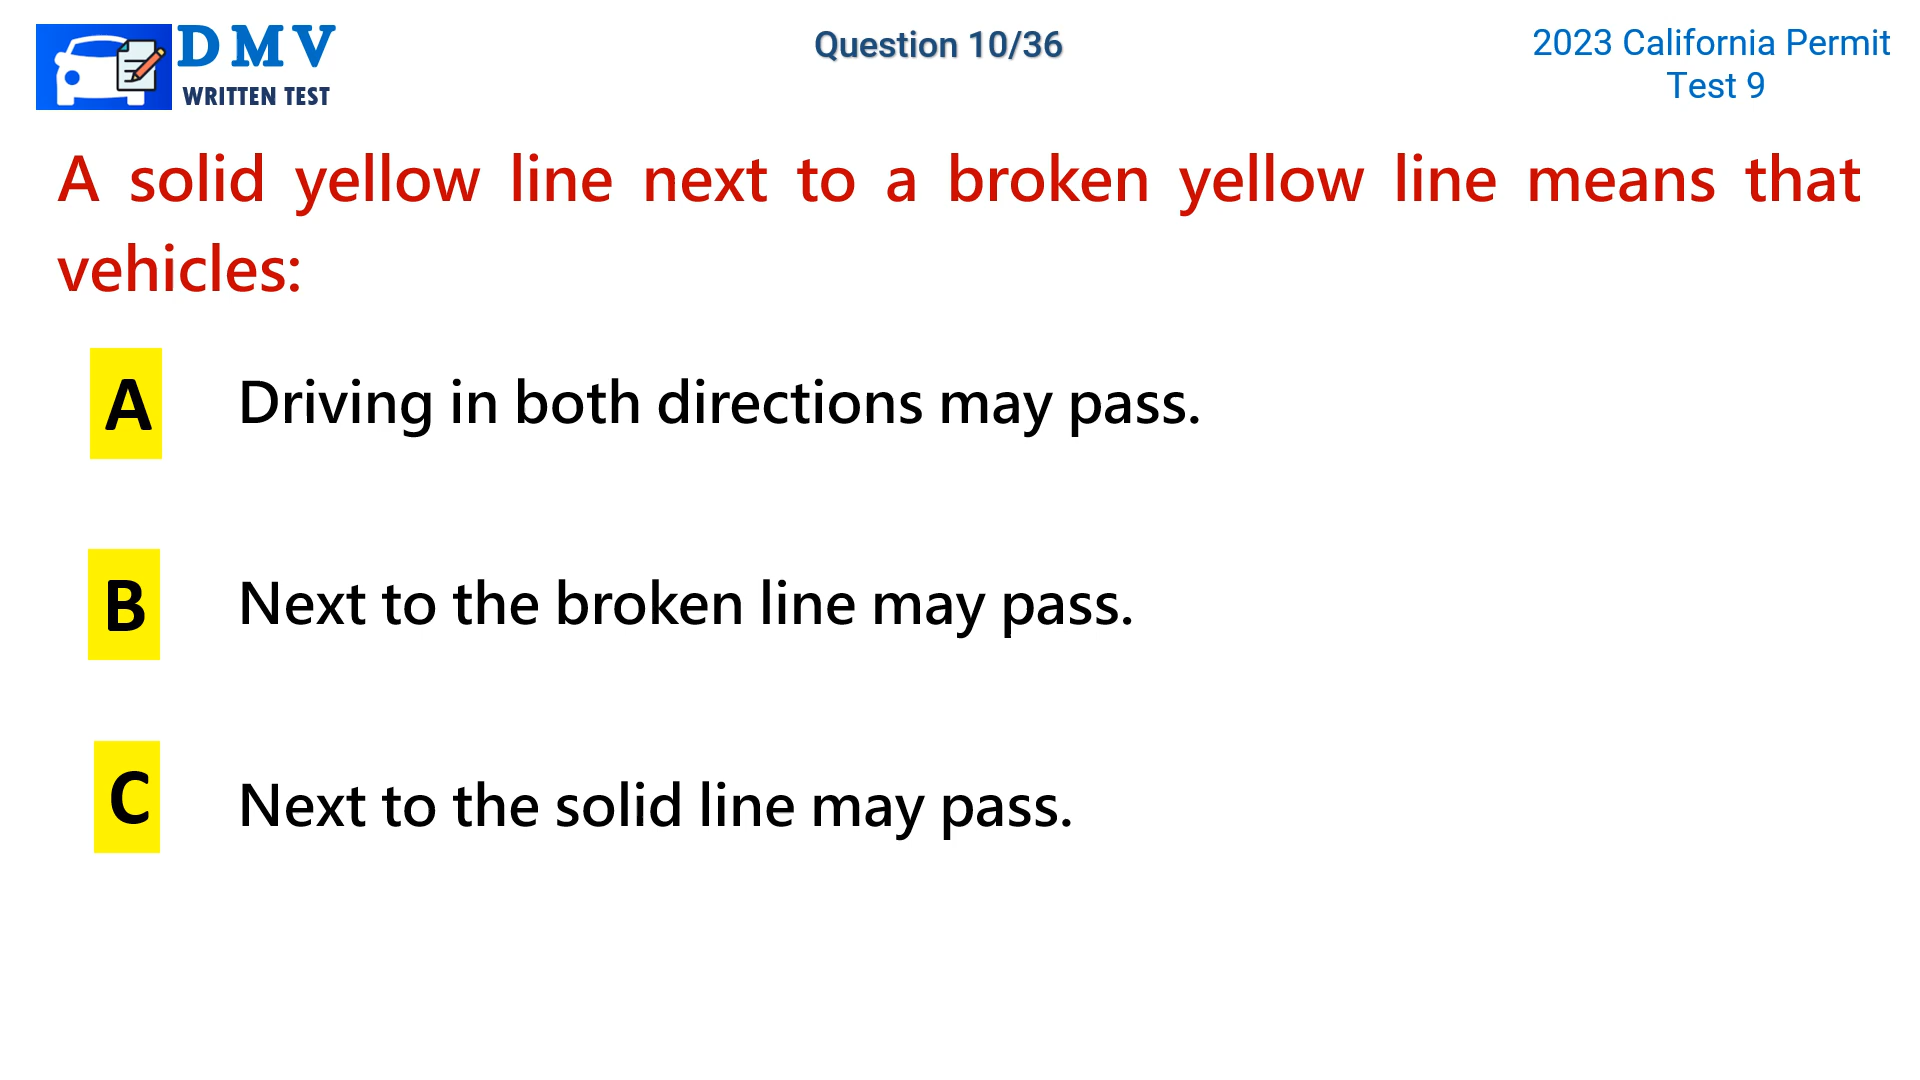 DMV
WRITTEN TEST
Question 10/36
2023 California Permit
Test 9
A solid yellow line next to a broken yellow line means that
vehicles:
A Driving in both directions may pass.
B Next to the broken line may pass.
C Next to the solid line may pass.